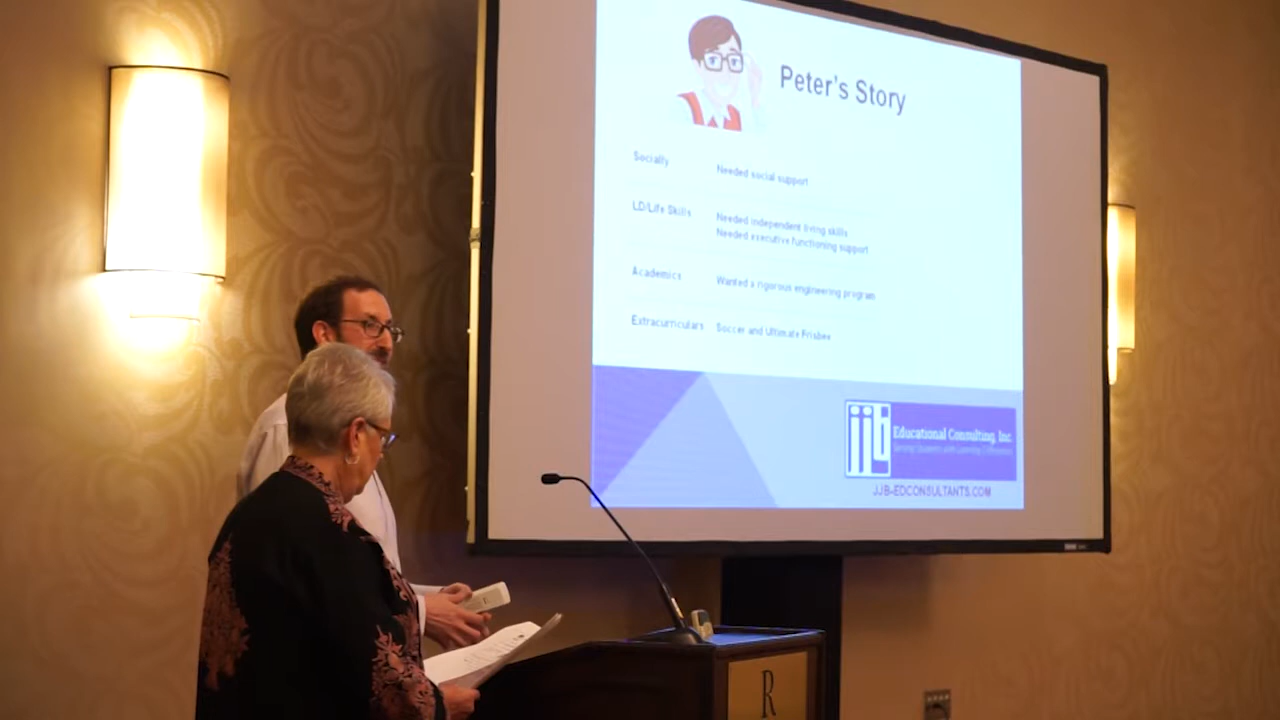 Peter's Story
Socially
Needed social support
LD/Life Skills
Needed independent living skills
Needed executive functioning support
Academics
Wanted a rigorous engineering program
Extracurriculars
Soccer and Ultimate Frisbee
jjb
Educational Consulting, Inc
Serving Students with Learning Differences
JJB-EDCONSULTANTS.COM
R